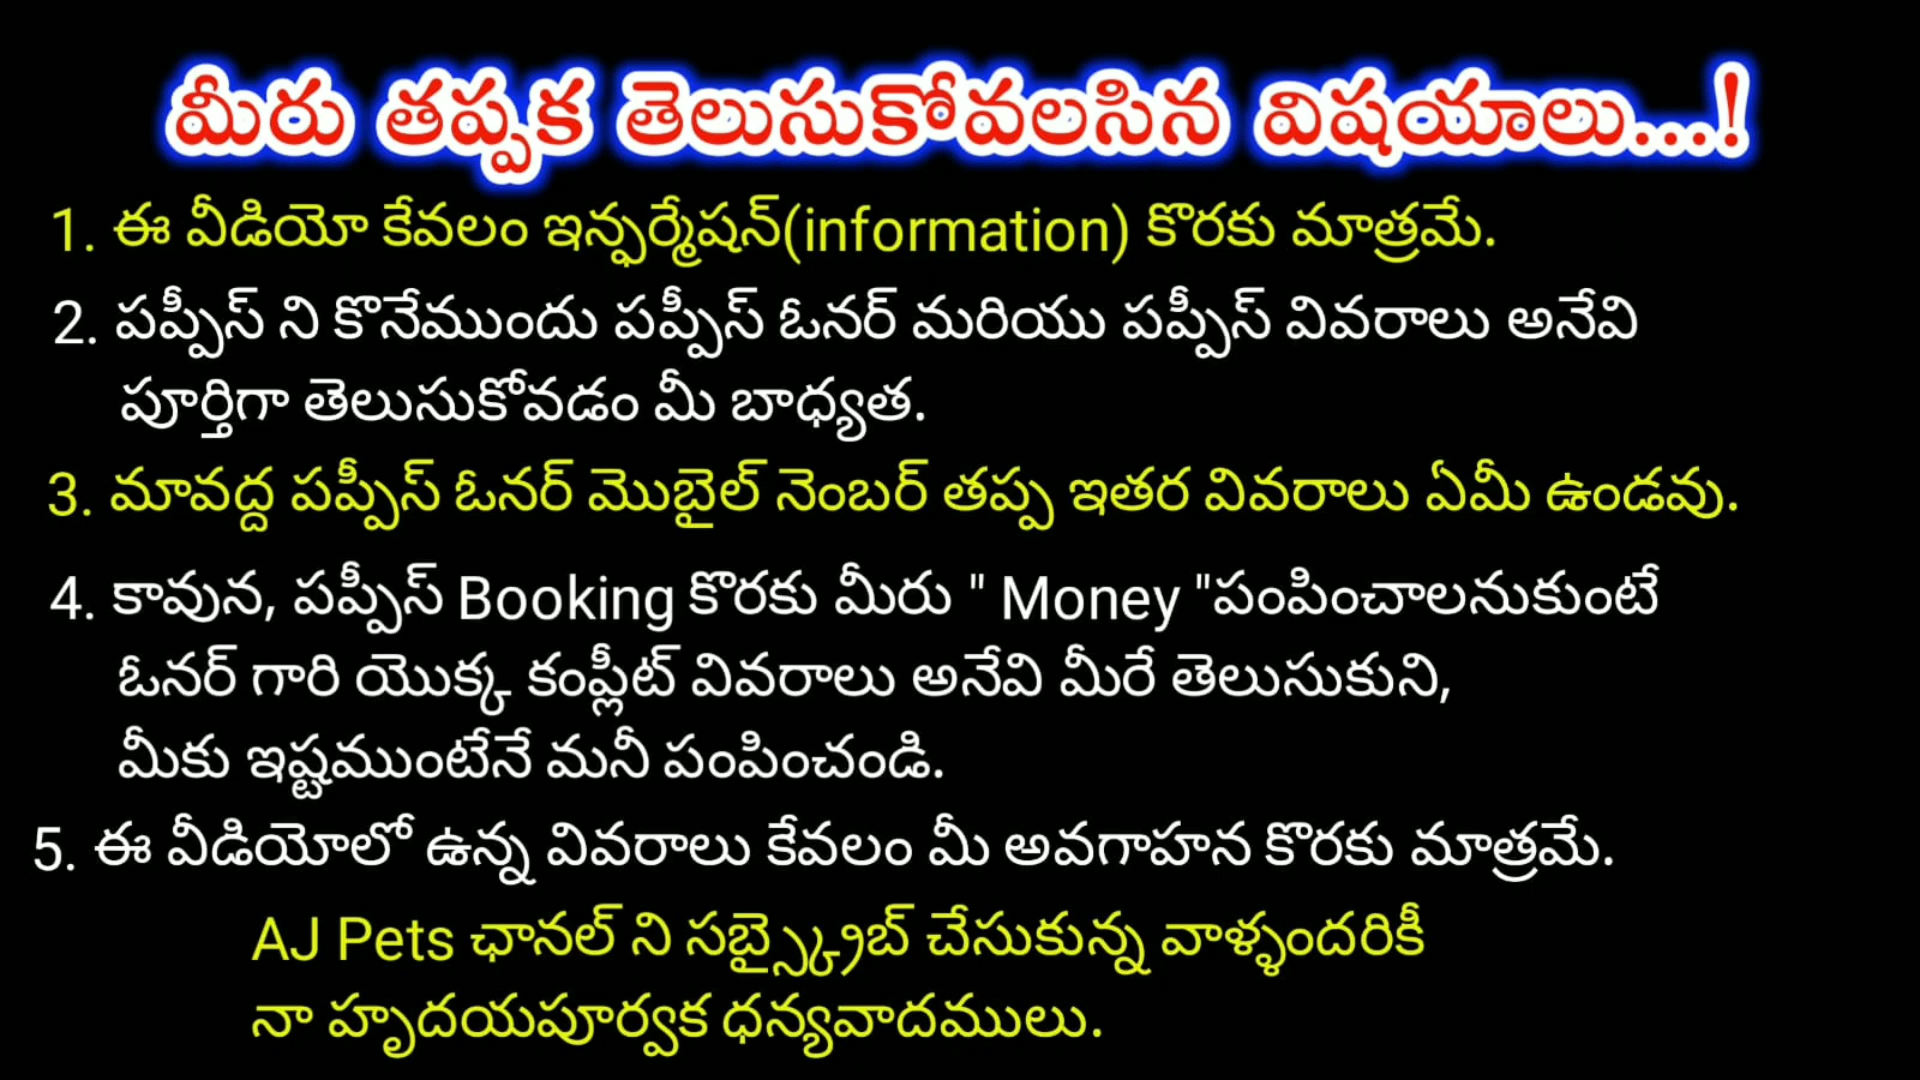 మీరు తప్పక తెలుసుకోవలసిన విషయాలు...!
1. ఈ వీడియో కేవలం ఇన్ఫర్మేషన్(information) కొరకు మాత్రమే.
2. పప్పీస్ ని కొనేముందు పప్పీస్ ఓనర్ మరియు పప్పీస్ వివరాలు అనేవి
పూర్తిగా తెలుసుకోవడం మీ బాధ్యత.
3. మావద్ద పప్పీస్ ఓనర్ మొబైల్ నెంబర్ తప్ప ఇతర వివరాలు ఏమీ ఉండవు.
4. కావున, పప్పీస్ Booking కొరకు మీరు " Money "పంపించాలనుకుంటే
ఓనర్ గారి యొక్క కంప్లీట్ వివరాలు అనేవి మీరే తెలుసుకుని,
మీకు ఇష్టముంటేనే మనీ పంపించండి.
5. ఈ వీడియోలో ఉన్న వివరాలు కేవలం మీ అవగాహన కొరకు మాత్రమే.
AJ Pets ఛానల్ ని సబ్స్క్రైబ్ చేసుకున్న వాళ్ళందరికీ
నా హృదయపూర్వక ధన్యవాదములు.